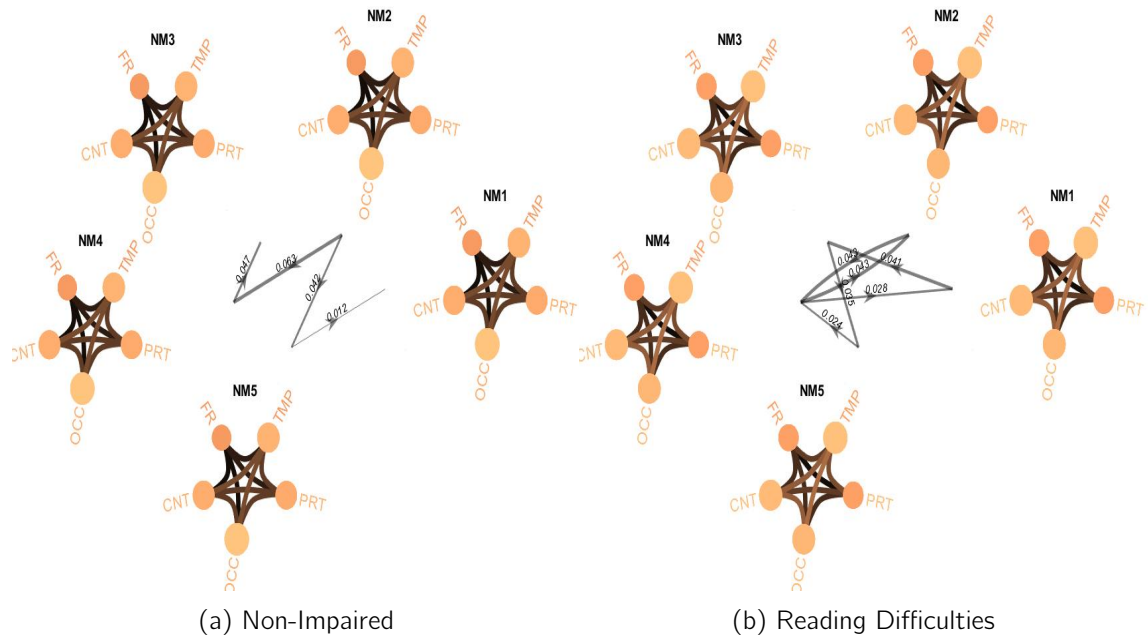 NM2
FR
TMP
CNT
PRT
OCC
NM3
FR
TMP
CNT
PRT
OCC
NM1
FR
TMP
CNT
PRT
OCC
NM4
FR
TMP
CNT
PRT
OCC
NM5
FR
TMP
CNT
PRT
OCC
0.047
0.063
0.042
0.012
(a) Non-Impaired
NM2
FR
TMP
CNT
PRT
OCC
NM3
FR
TMP
CNT
PRT
OCC
NM1
FR
TMP
CNT
PRT
OCC
NM4
FR
TMP
CNT
PRT
OCC
NM5
FR
TMP
CNT
PRT
OCC
0.043
0.041
0.035
0.028
0.024
(b) Reading Difficulties